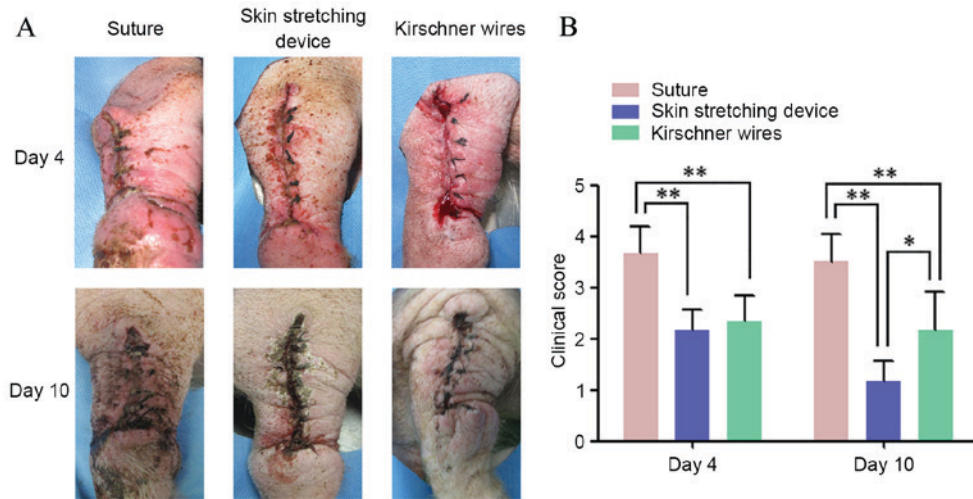 A
Suture
Skin stretching
device
Kirschner wires
Day 4
Day 10
B
Suture
Skin stretching device
Kirschner wires
Clinical score
5
4
3
2
1
0
**
**
**
**
*
Day 4
Day 10